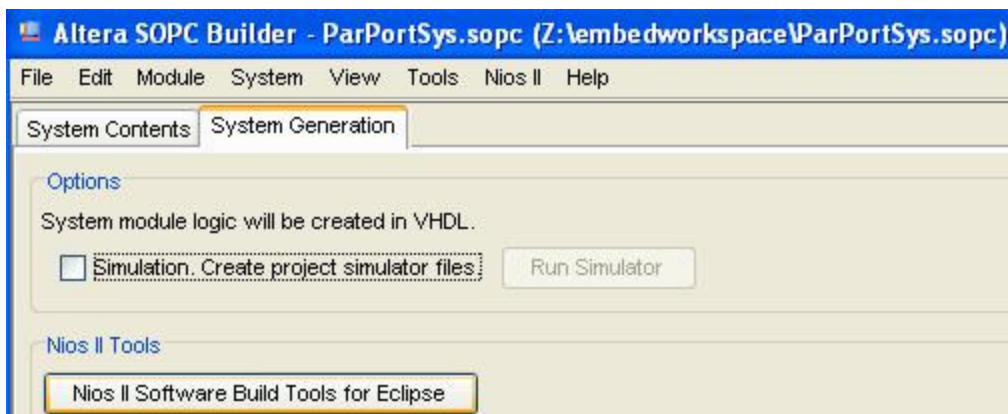 Altera SOPC Builder - ParPortSys.sopc (Z:\embedworkspace\ParPortSys.sopc)
File Edit Module System View Tools Nios II Help
System Contents System Generation
Options
System module logic will be created in VHDL.
Simulation. Create project simulator files. Run Simulator
Nios II Tools
Nios II Software Build Tools for Eclipse